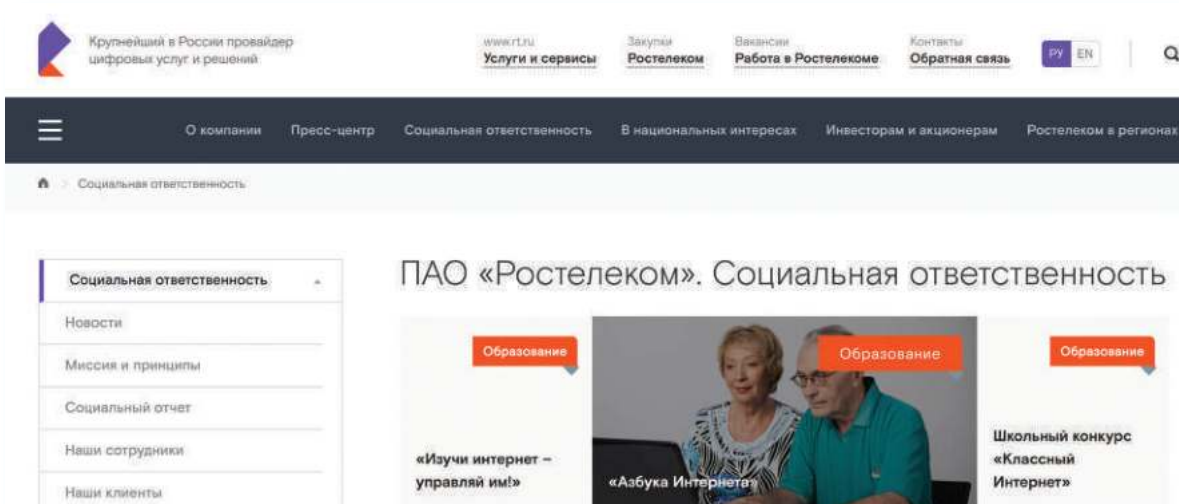 Крупнейший в России провайдер
цифровых услуг и решений
www.rt.ru
Услуги и сервисы
Закупки
Ростелеком
Вакансии
Работа в Ростелекоме
Контакты
Обратная связь
РУ EN
О компании Пресс-центр Социальная ответственность В национальных интересах Инвесторам и акционерам Ростелеком в регионах
> Социальная ответственность
Социальная ответственность
Новости
Миссия и принципы
Социальный отчет
Наши сотрудники
Наши клиенты
ПАО «Ростелеком». Социальная ответственность
Образование
«Изучи интернет –
управляй им!»
Образование
«Азбука Интернета»
Образование
Школьный конкурс
«Классный
Интернет»